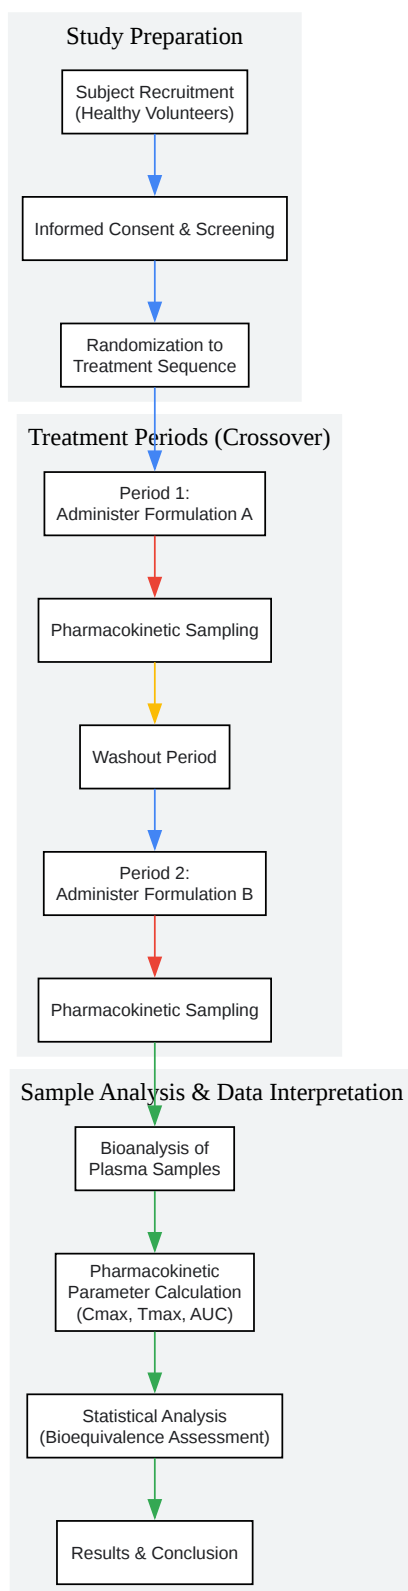 Study Preparation
Subject Recruitment
(Healthy Volunteers)
Informed Consent & Screening
Randomization to
Treatment Sequence
Treatment Periods (Crossover)
Period 1:
Administer Formulation A
Pharmacokinetic Sampling
Washout Period
Period 2:
Administer Formulation B
Pharmacokinetic Sampling
Sample Analysis & Data Interpretation
Bioanalysis of
Plasma Samples
Pharmacokinetic
Parameter Calculation
(Cmax, Tmax, AUC)
Statistical Analysis
(Bioequivalence Assessment)
Results & Conclusion